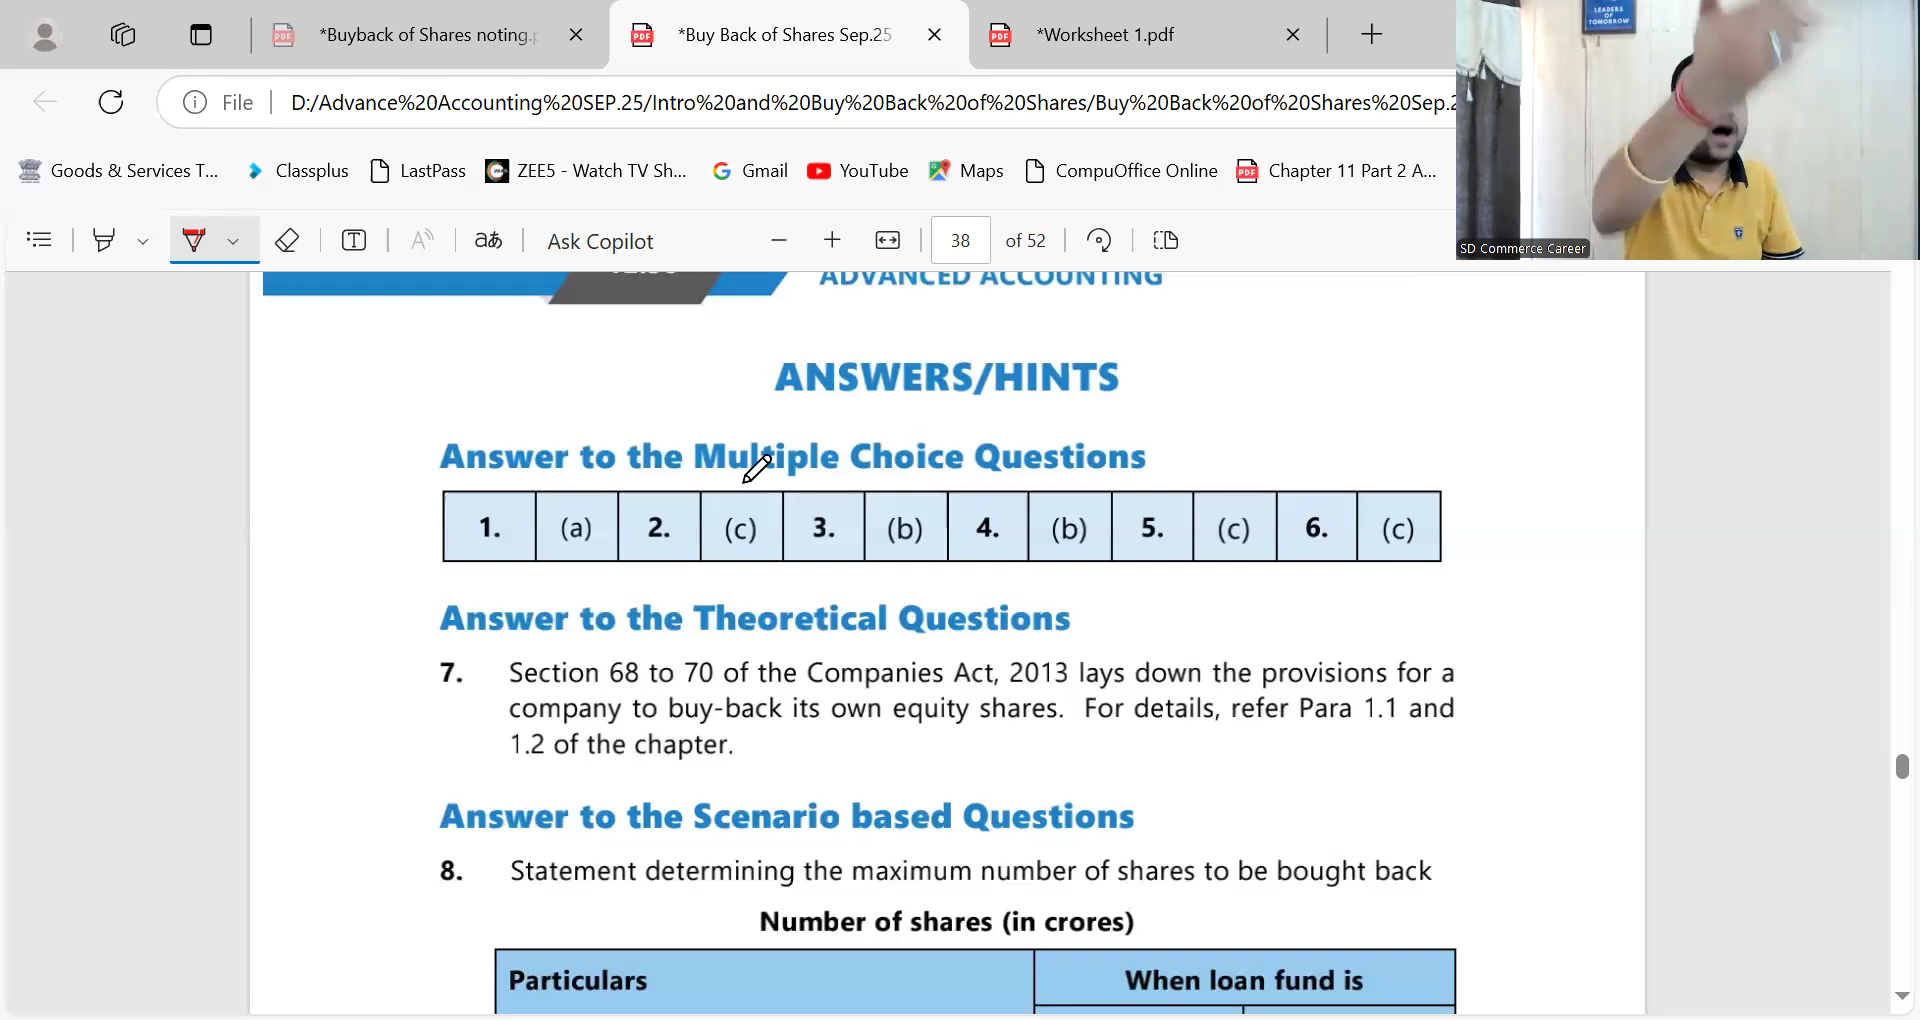 *Buyback of Shares noting.p
*Buy Back of Shares Sep.25
*Worksheet 1.pdf
LEADERS
OF
TOMORROW
File
D:/Advance%20Accounting%20SEP.25/Intro%20and%20Buy%20Back%20of%20Shares/Buy%20Back%20of%20Shares%20Sep.2
Goods & Services T...
Classplus
LastPass
ZEE5 - Watch TV Sh...
Gmail
YouTube
Maps
CompuOffice Online
Chapter 11 Part 2 A...
Ask Copilot
38
of 52
SD Commerce Career
ADVANCED ACCOUNTING
ANSWERS/HINTS
Answer to the Multiple Choice Questions
1. (a) 2. (c) 3. (b) 4. (b) 5. (c) 6. (c)
Answer to the Theoretical Questions
7. Section 68 to 70 of the Companies Act, 2013 lays down the provisions for a
company to buy-back its own equity shares. For details, refer Para 1.1 and
1.2 of the chapter.
Answer to the Scenario based Questions
8. Statement determining the maximum number of shares to be bought back
Number of shares (in crores)
Particulars When loan fund is